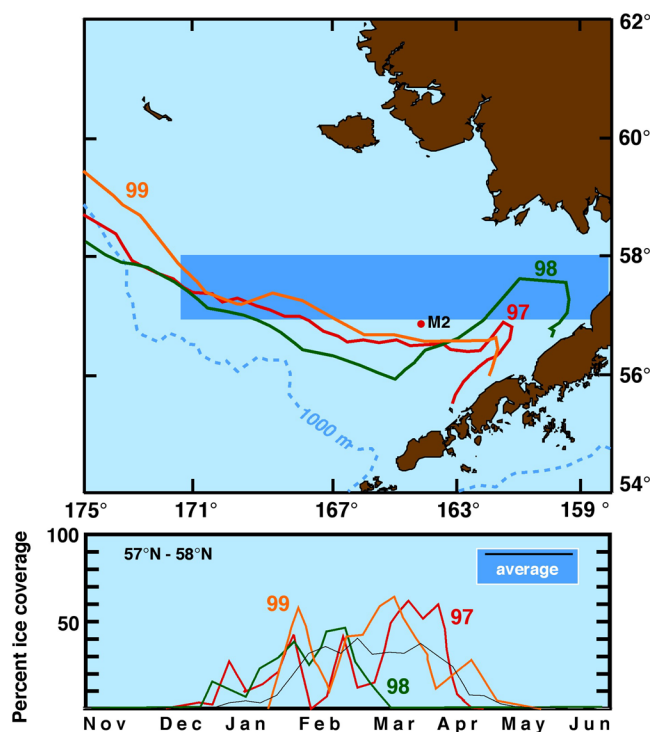 62°
60°
99
58°
98
97
M2
56°
1000 m
54°
175° 171° 167° 163° 159°
100
57°N - 58°N
average
99
97
50
98
Percent ice coverage
Nov Dec Jan Feb Mar Apr May Jun